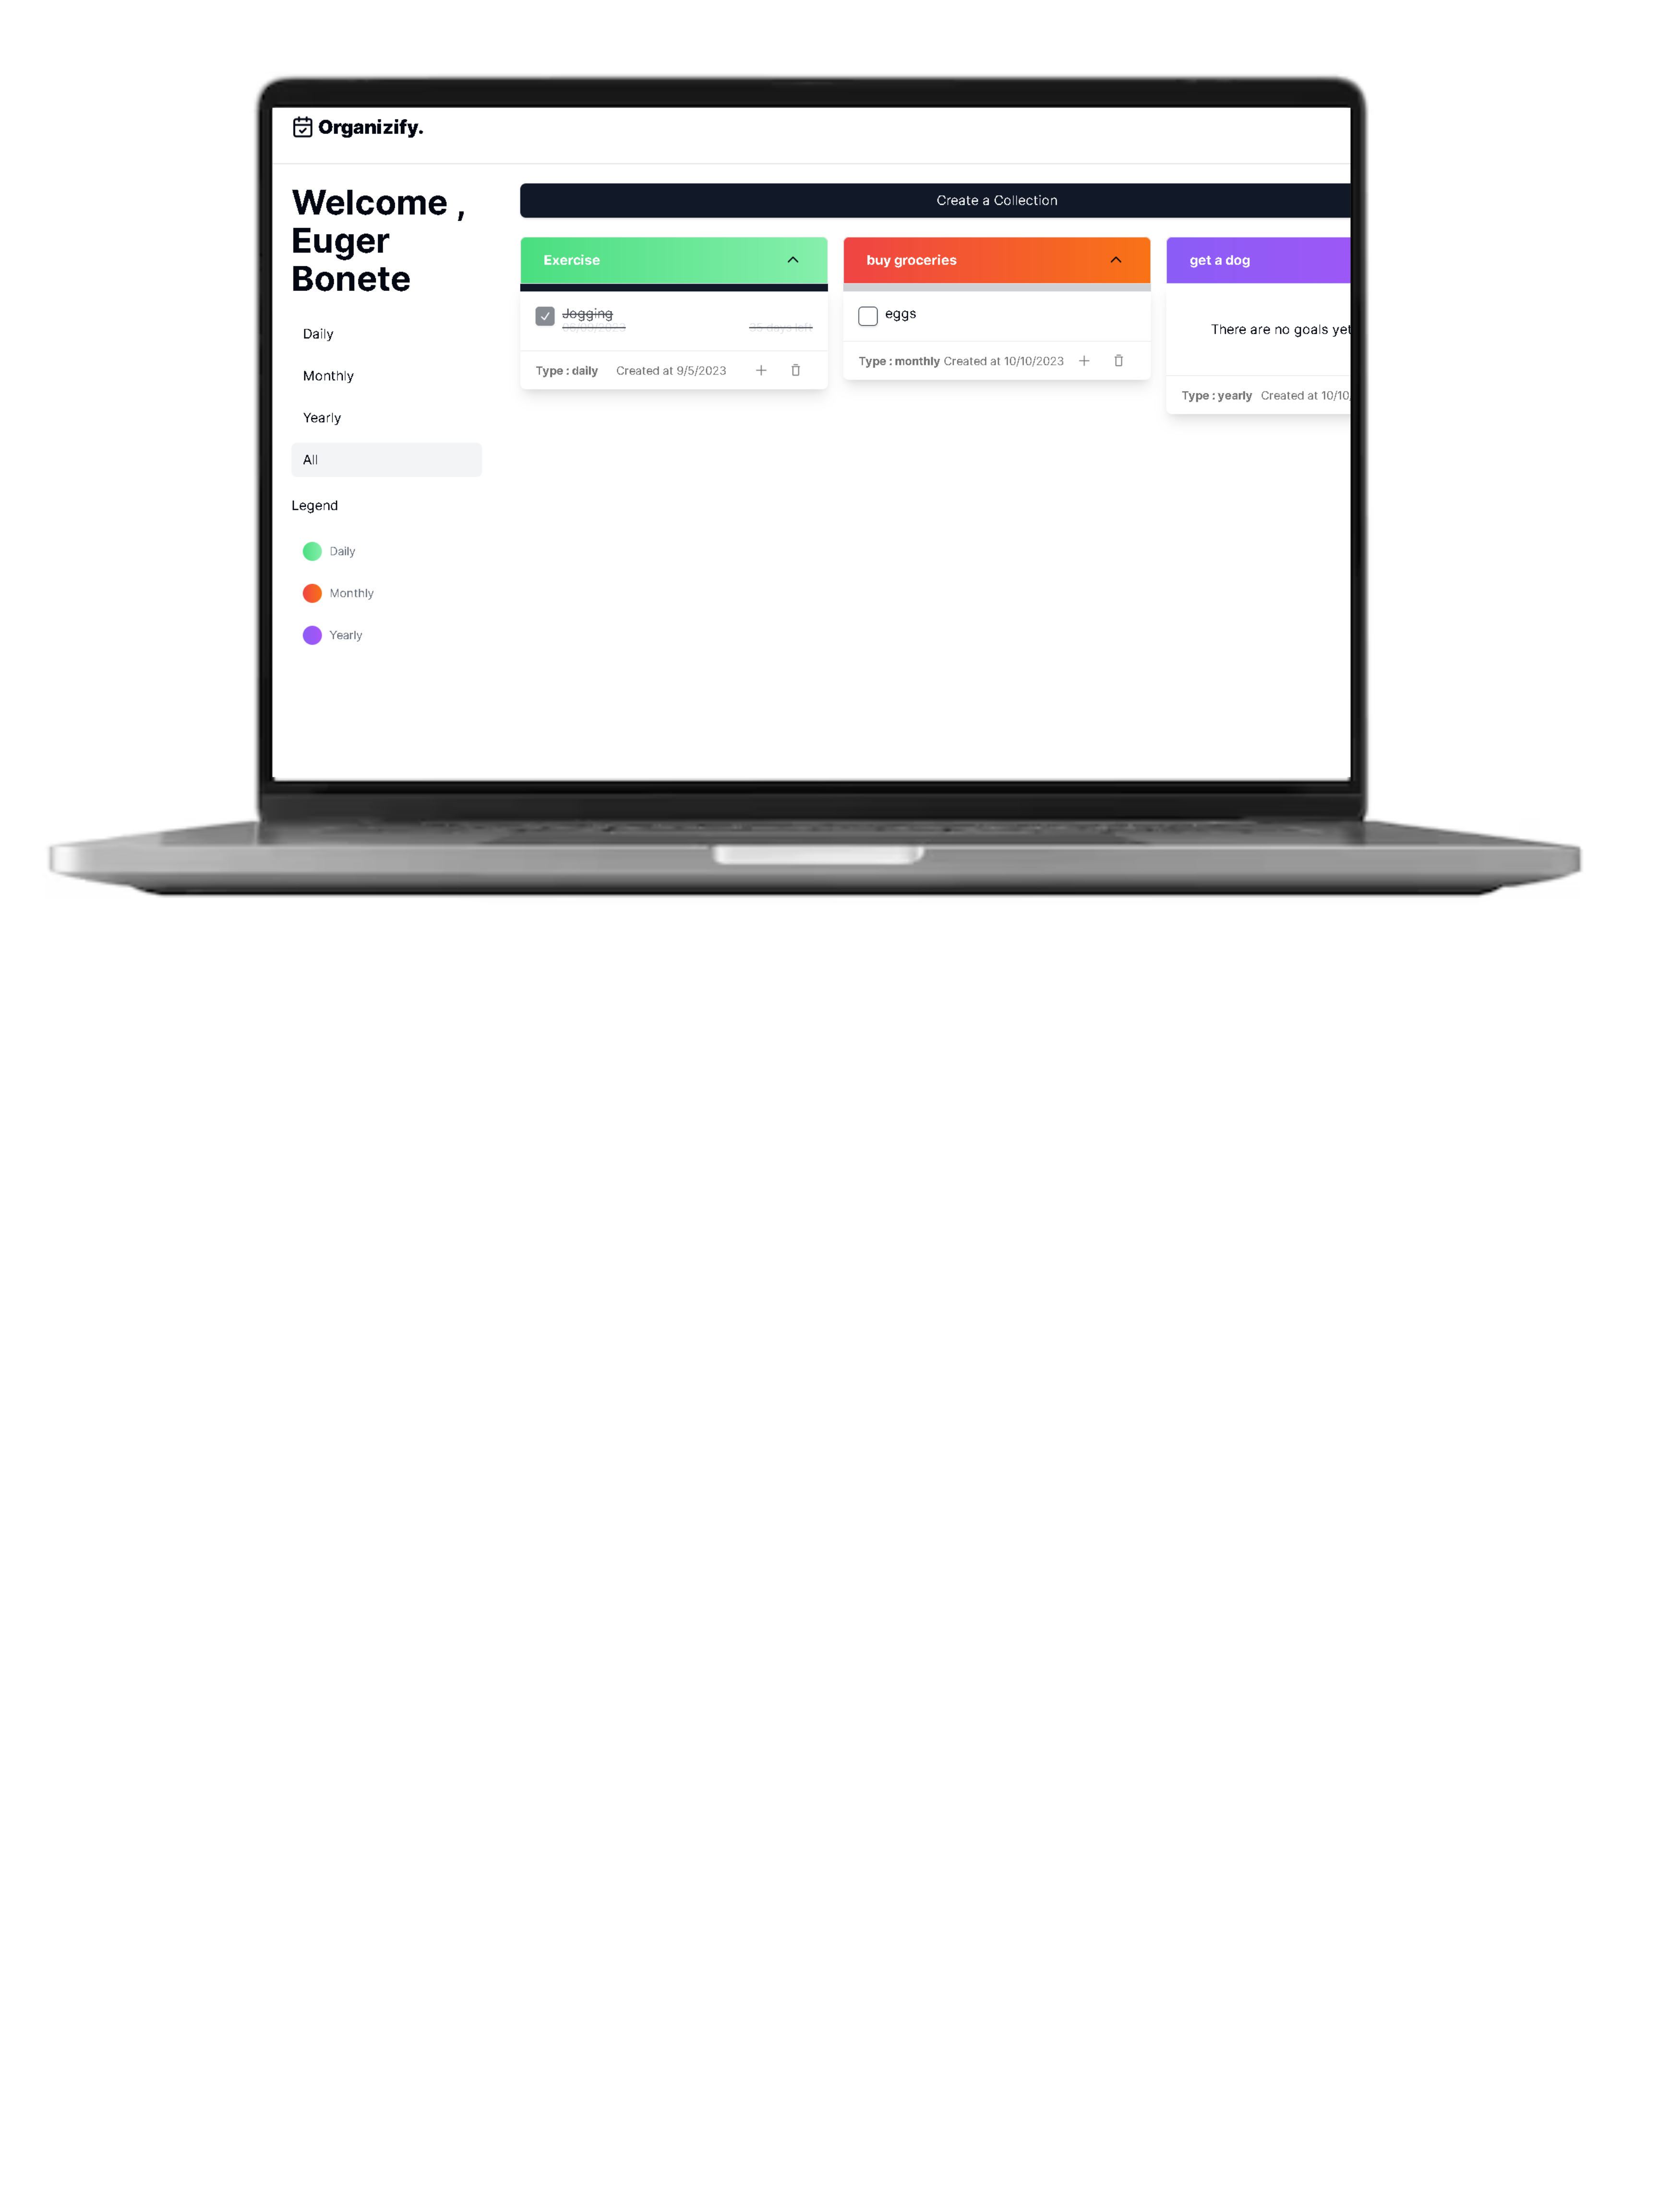 Organizify.
Welcome ,
Euger
Bonete
Daily
Monthly
Yearly
All
Legend
Daily
Monthly
Yearly
Create a Collection
Exercise
Jogging
days left
Type : daily Created at 9/5/2023
buy groceries
eggs
Type : monthly Created at 10/10/2023
get a dog
There are no goals yet
Type : yearly Created at 10/10/